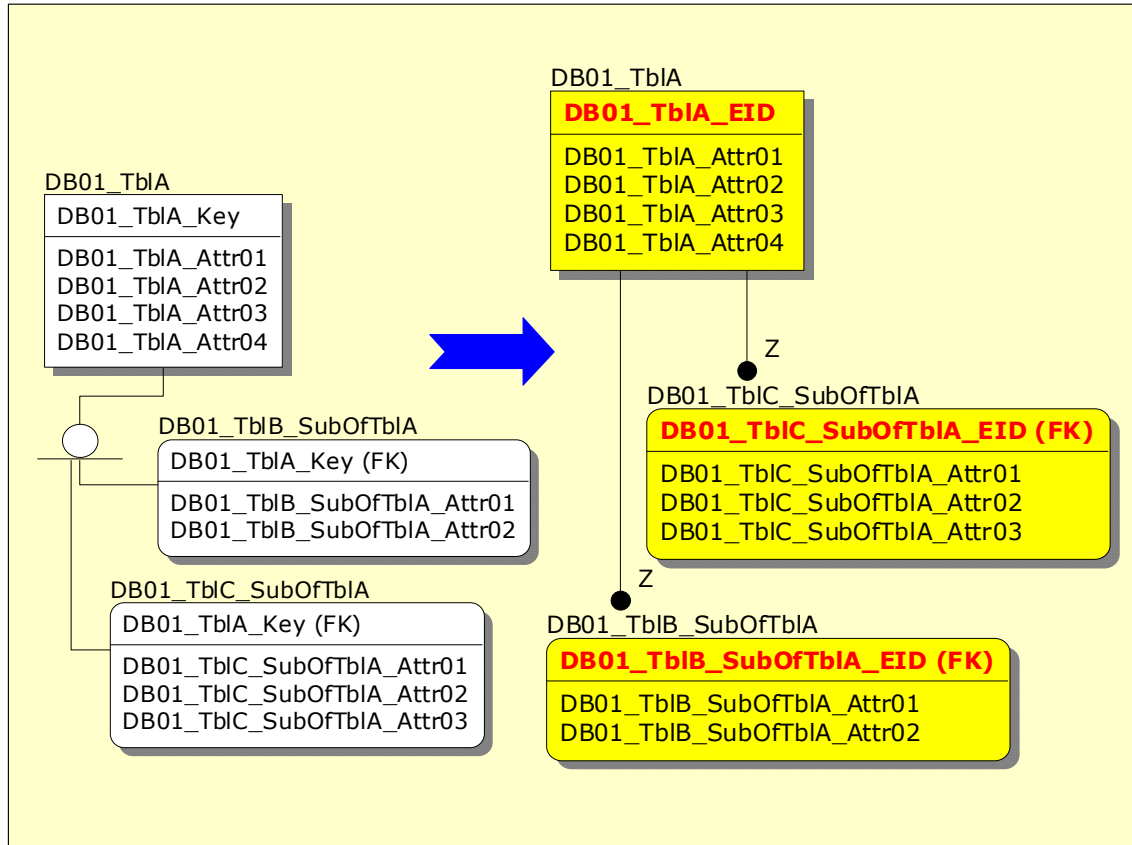 DB01_TblA
DB01_TblA_Key
DB01_TblA_Attr01
DB01_TblA_Attr02
DB01_TblA_Attr03
DB01_TblA_Attr04
DB01_TblB_SubOfTblA
DB01_TblA_Key (FK)
DB01_TblB_SubOfTblA_Attr01
DB01_TblB_SubOfTblA_Attr02
DB01_TblC_SubOfTblA
DB01_TblA_Key (FK)
DB01_TblC_SubOfTblA_Attr01
DB01_TblC_SubOfTblA_Attr02
DB01_TblC_SubOfTblA_Attr03
DB01_TblA
DB01_TblA_EID
DB01_TblA_Attr01
DB01_TblA_Attr02
DB01_TblA_Attr03
DB01_TblA_Attr04
Z
DB01_TblC_SubOfTblA
DB01_TblC_SubOfTblA_EID (FK)
DB01_TblC_SubOfTblA_Attr01
DB01_TblC_SubOfTblA_Attr02
DB01_TblC_SubOfTblA_Attr03
Z
DB01_TblB_SubOfTblA
DB01_TblB_SubOfTblA_EID (FK)
DB01_TblB_SubOfTblA_Attr01
DB01_TblB_SubOfTblA_Attr02